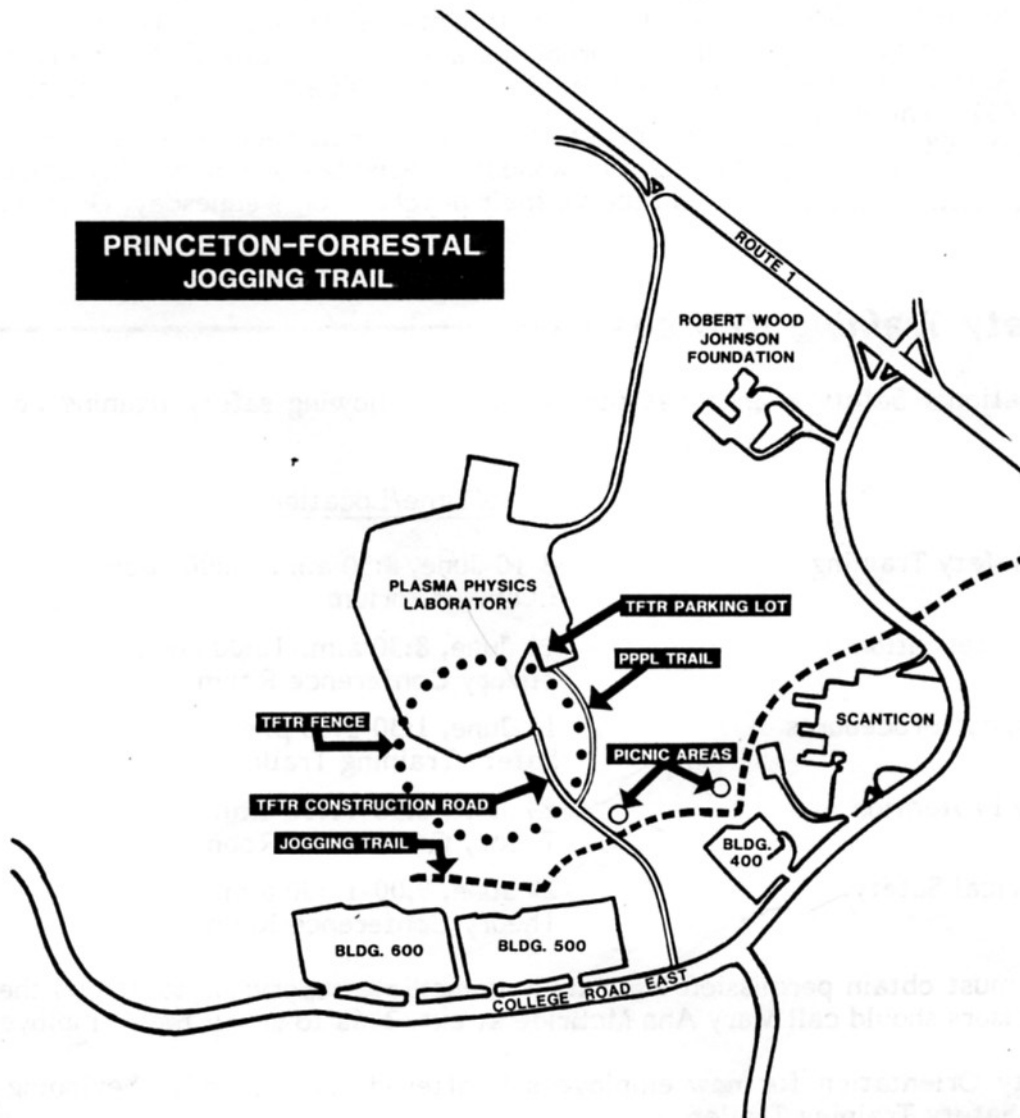 PRINCETON-FORRESTAL
JOGGING TRAIL
ROUTE 1
ROBERT WOOD
JOHNSON
FOUNDATION
PLASMA PHYSICS
LABORATORY
TFTR PARKING LOT
PPPL TRAIL
TFTR FENCE
SCANTICON
PICNIC AREAS
TFTR CONSTRUCTION ROAD
JOGGING TRAIL
BLDG.
400
BLDG. 600
BLDG. 500
COLLEGE ROAD EAST